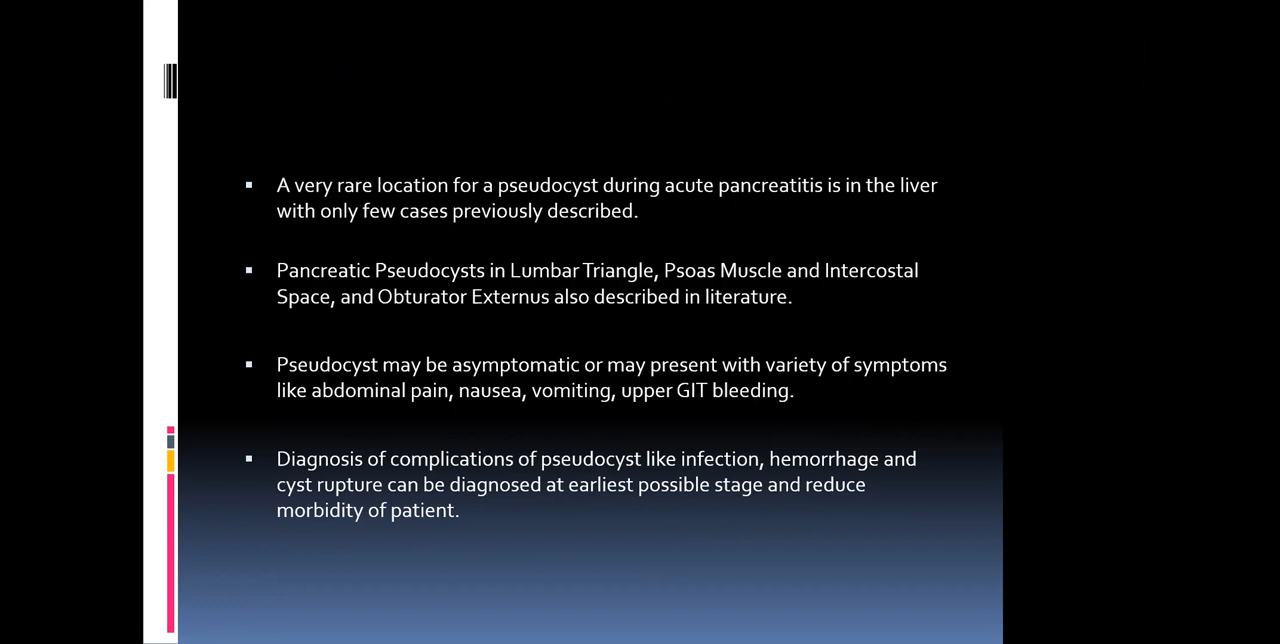 A very rare location for a pseudocyst during acute pancreatitis is in the liver
with only few cases previously described.
Pancreatic Pseudocysts in Lumbar Triangle, Psoas Muscle and Intercostal
Space, and Obturator Externus also described in literature.
Pseudocyst may be asymptomatic or may present with variety of symptoms
like abdominal pain, nausea, vomiting, upper GIT bleeding.
Diagnosis of complications of pseudocyst like infection, hemorrhage and
cyst rupture can be diagnosed at earliest possible stage and reduce
morbidity of patient.